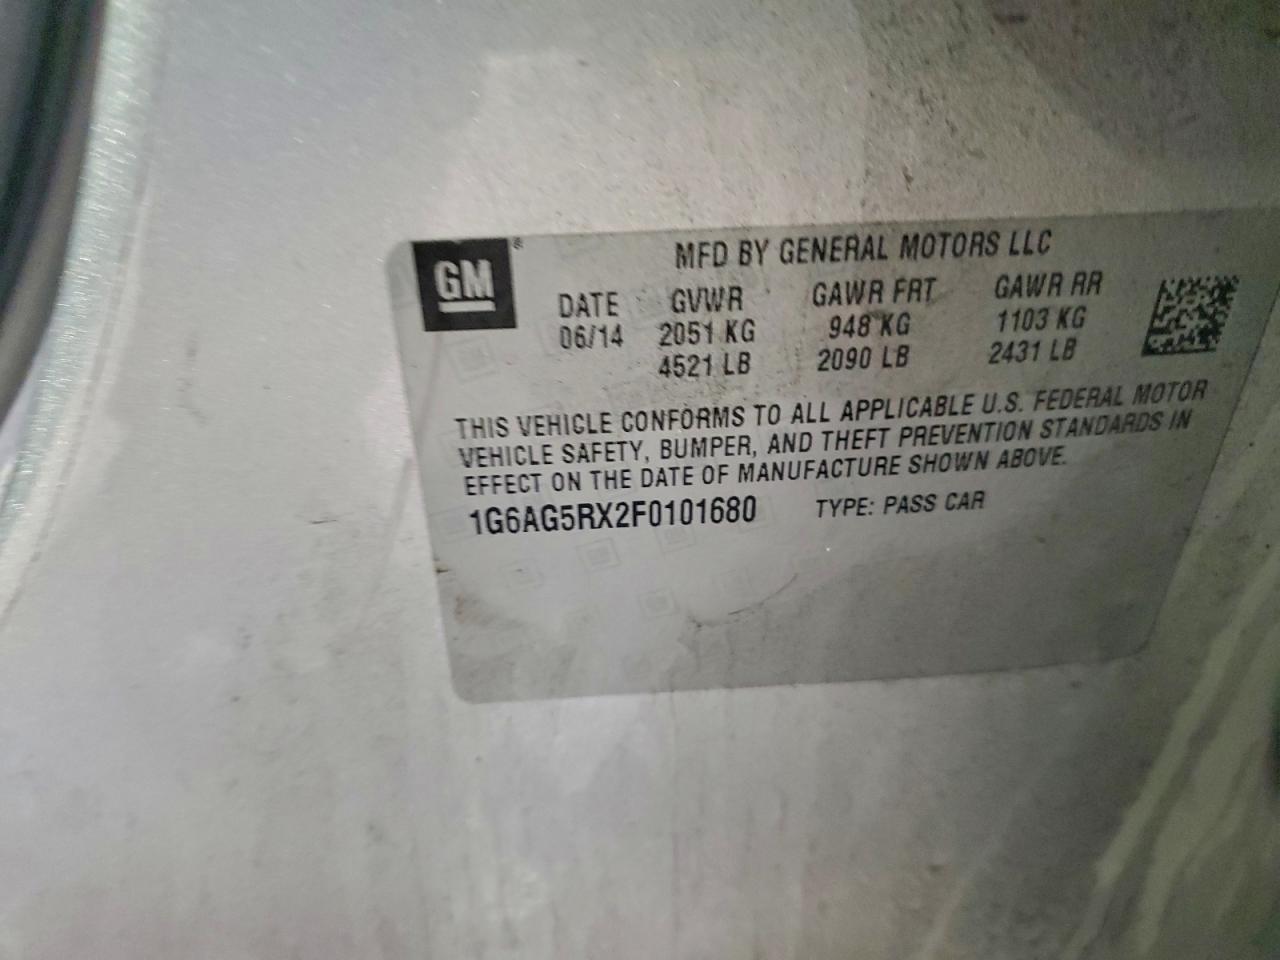 GM®
MFD BY GENERAL MOTORS LLC
DATE GVWR GAWR FRT GAWR RR
06/14 2051 KG 948 KG 1103 KG
4521 LB 2090 LB 2431 LB
THIS VEHICLE CONFORMS TO ALL APPLICABLE U.S. FEDERAL MOTOR
VEHICLE SAFETY, BUMPER, AND THEFT PREVENTION STANDARDS IN
EFFECT ON THE DATE OF MANUFACTURE SHOWN ABOVE.
1G6AG5RX2F0101680 TYPE: PASS CAR